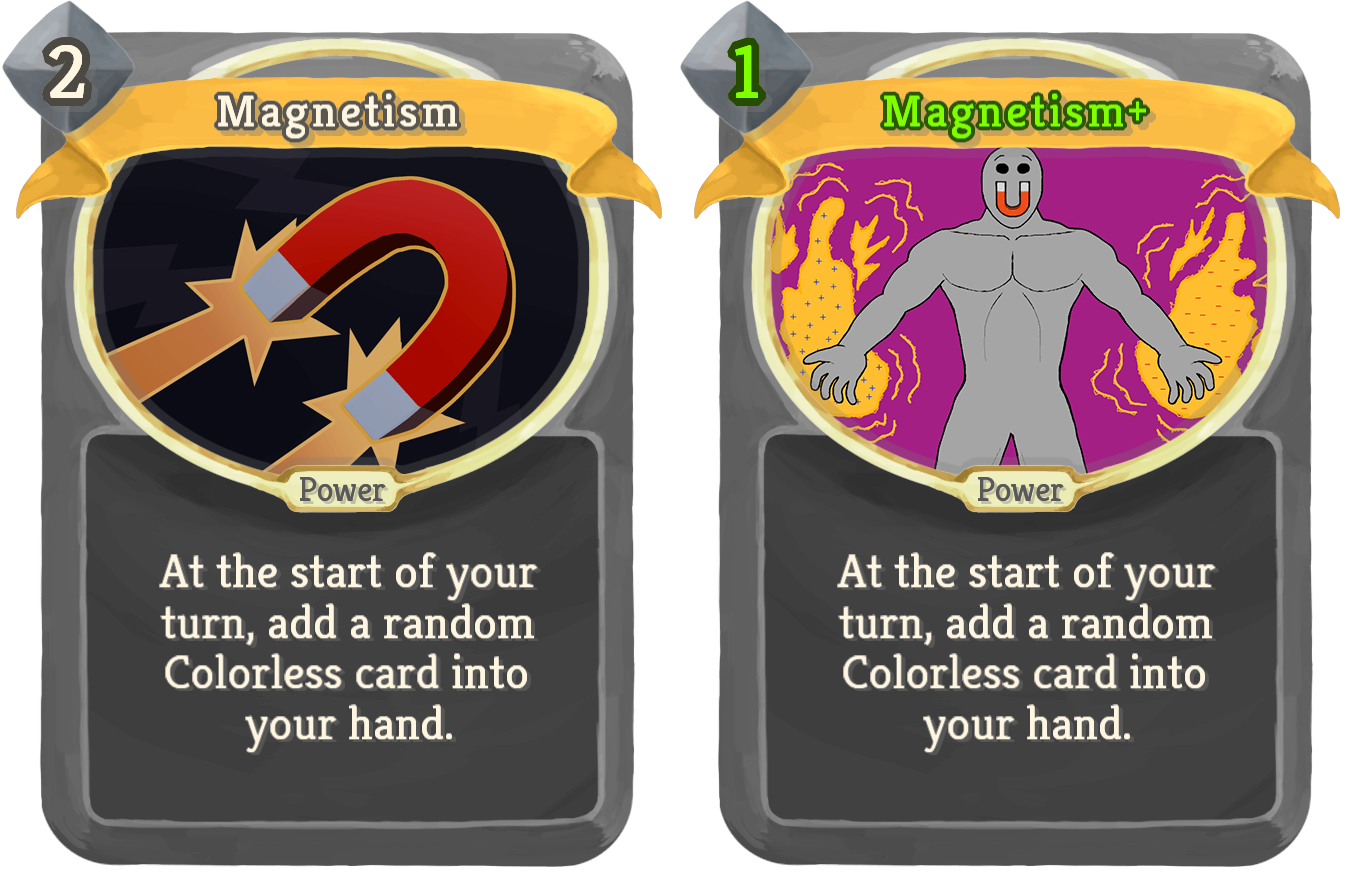 2
Magnetism
Power
At the start of your
turn, add a random
Colorless card into
your hand.
1
Magnetism+
Power
At the start of your
turn, add a random
Colorless card into
your hand.